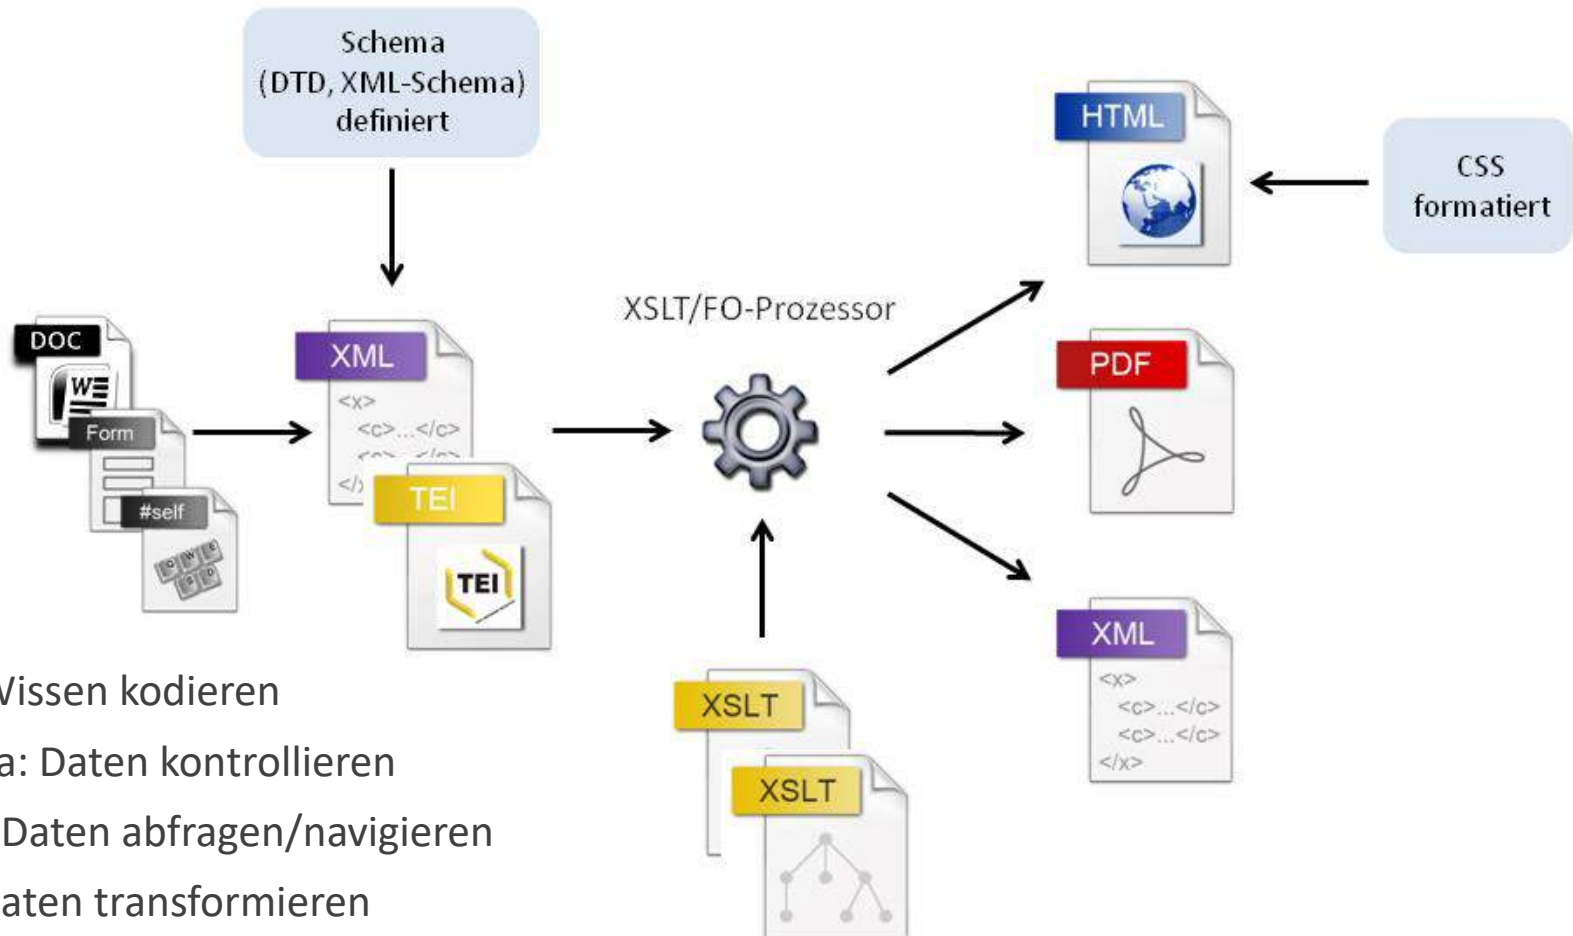 Schema
(DTD, XML-Schema)
definiert
HTML
CSS
formatiert
XSLT/FO-Prozessor
DOC
W
Form
#self
Q W E
S D
XML
<x>
<c>...</c>
TEI
TEI
PDF
XML
<x>
<c>...</c>
<c>...</c>
</x>
XSLT
XSLT
Wissen kodieren
a: Daten kontrollieren
Daten abfragen/navigieren
aten transformieren